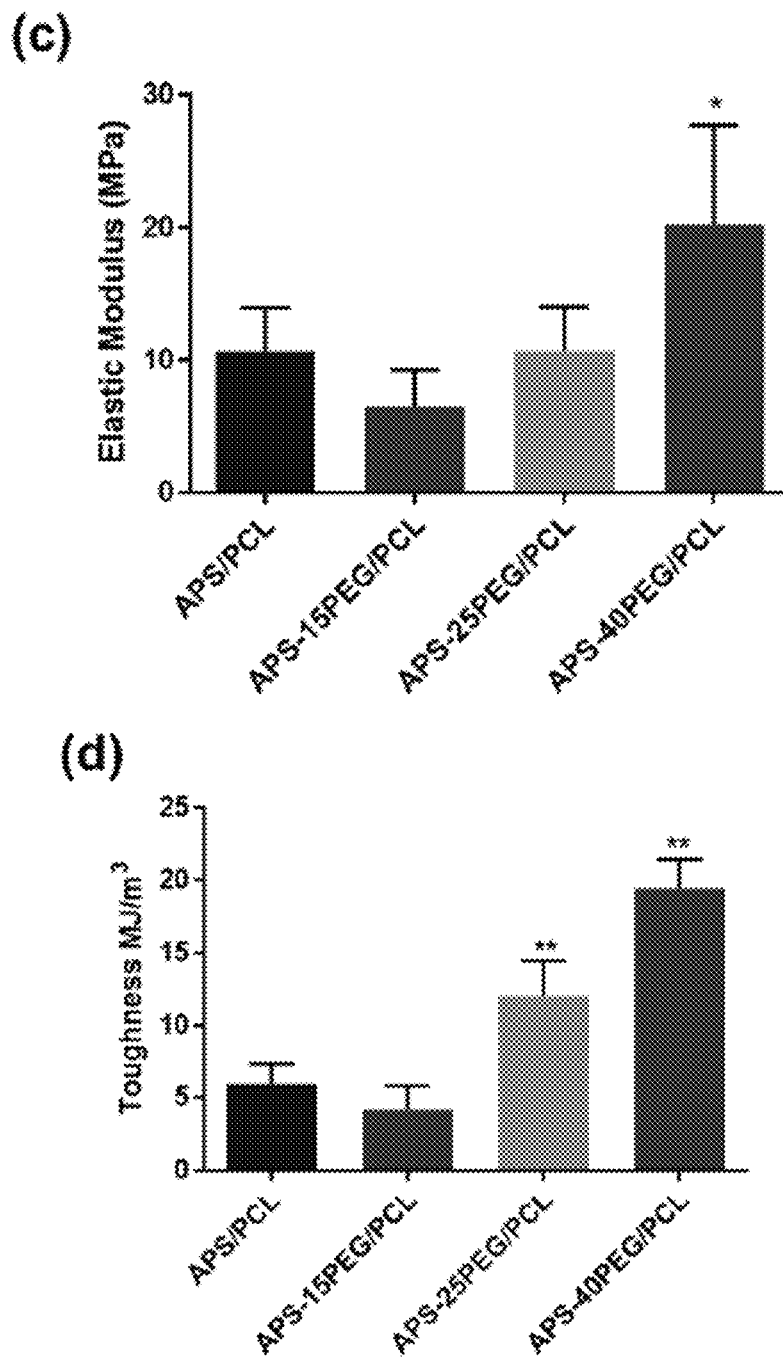 (c)
Elastic Modulus (MPa)
30
20
10
0
*
APS/PCL
APS-15PEG/PCL
APS-25PEG/PCL
APS-40PEG/PCL
(d)
Toughness MJ/m³
25
20
15
10
5
0
**
**
APS/PCL
APS-15PEG/PCL
APS-25PEG/PCL
APS-40PEG/PCL